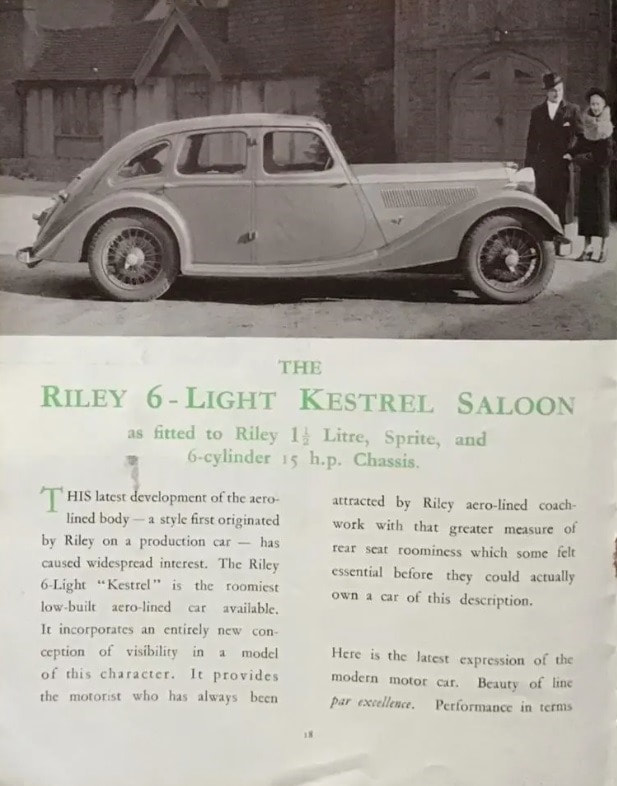 THE
RILEY 6-LIGHT KESTREL SALOON
as fitted to Riley 1½ Litre, Sprite, and
6-cylinder 15 h.p. Chassis.
THIS latest development of the aero-
lined body — a style first originated
by Riley on a production car — has
caused widespread interest. The Riley
6-Light "Kestrel" is the roomiest
low-built aero-lined car available.
It incorporates an entirely new con-
ception of visibility in a model
of this character. It provides
the motorist who has always been
attracted by Riley aero-lined coach-
work with that greater measure of
rear seat roominess which some felt
essential before they could actually
own a car of this description.
Here is the latest expression of the
modern motor car. Beauty of line
par excellence. Performance in terms
18